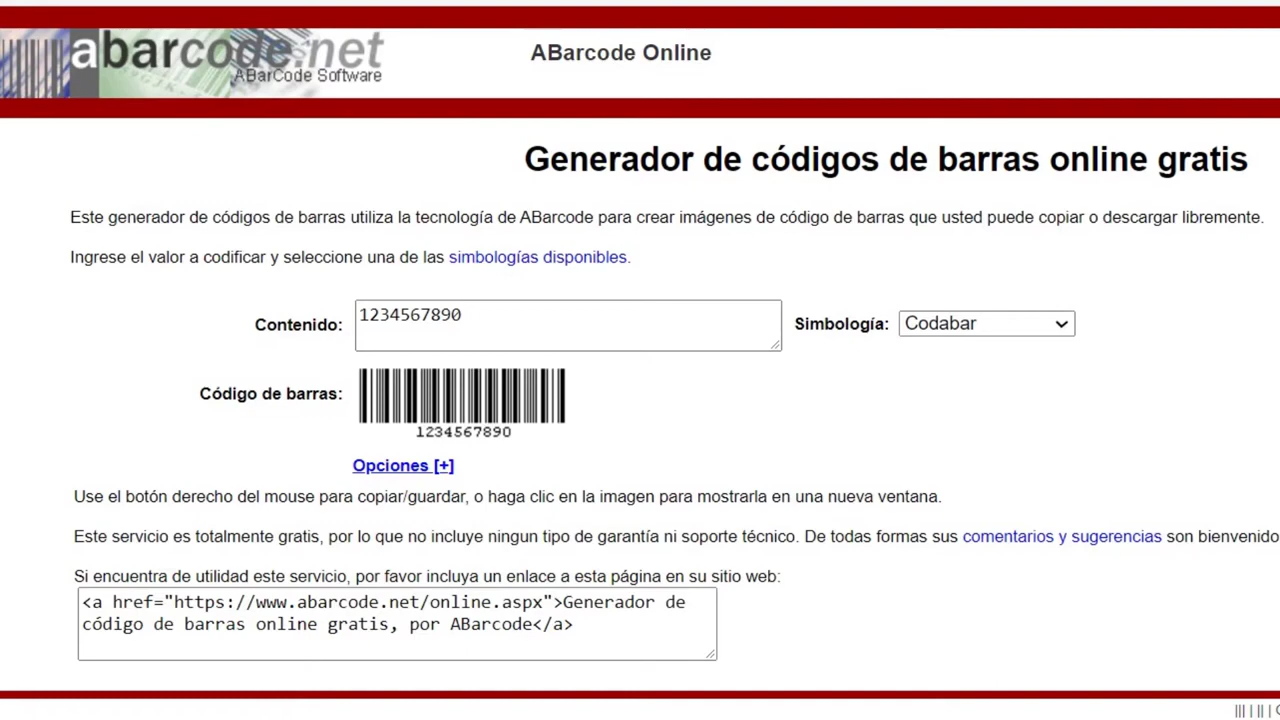 abarcode.net
ABarCode Software
ABarcode Online
Generador de códigos de barras online gratis
Este generador de códigos de barras utiliza la tecnología de ABarcode para crear imágenes de código de barras que usted puede copiar o descargar libremente.
Ingrese el valor a codificar y seleccione una de las simbologías disponibles.
Contenido: 1234567890 Simbología: Codabar
Código de barras:
1234567890
Opciones [+]
Use el botón derecho del mouse para copiar/guardar, o haga clic en la imagen para mostrarla en una nueva ventana.
Este servicio es totalmente gratis, por lo que no incluye ningun tipo de garantía ni soporte técnico. De todas formas sus comentarios y sugerencias son bienvenido
Si encuentra de utilidad este servicio, por favor incluya un enlace a esta página en su sitio web:
<a href="https://www.abarcode.net/online.aspx">Generador de
código de barras online gratis, por ABarcode</a>